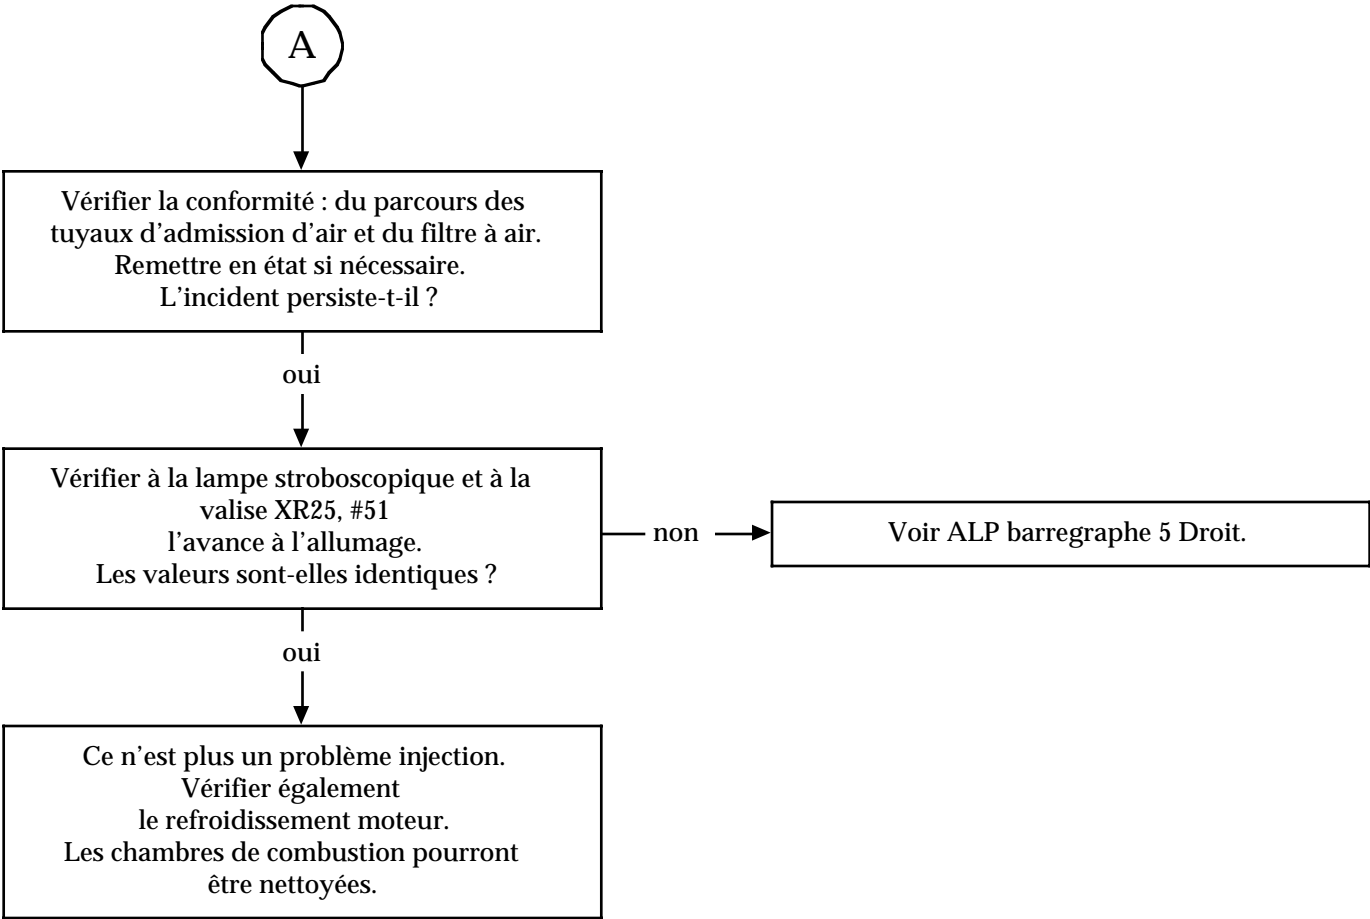 A
Vérifier la conformité : du parcours des
tuyaux d’admission d’air et du filtre à air.
Remettre en état si nécessaire.
L’incident persiste-t-il ?
oui
Vérifier à la lampe stroboscopique et à la
valise XR25, #51
l’avance à l’allumage.
Les valeurs sont-elles identiques ?
non
Voir ALP barregraphe 5 Droit.
oui
Ce n’est plus un problème injection.
Vérifier également
le refroidissement moteur.
Les chambres de combustion pourront
être nettoyées.